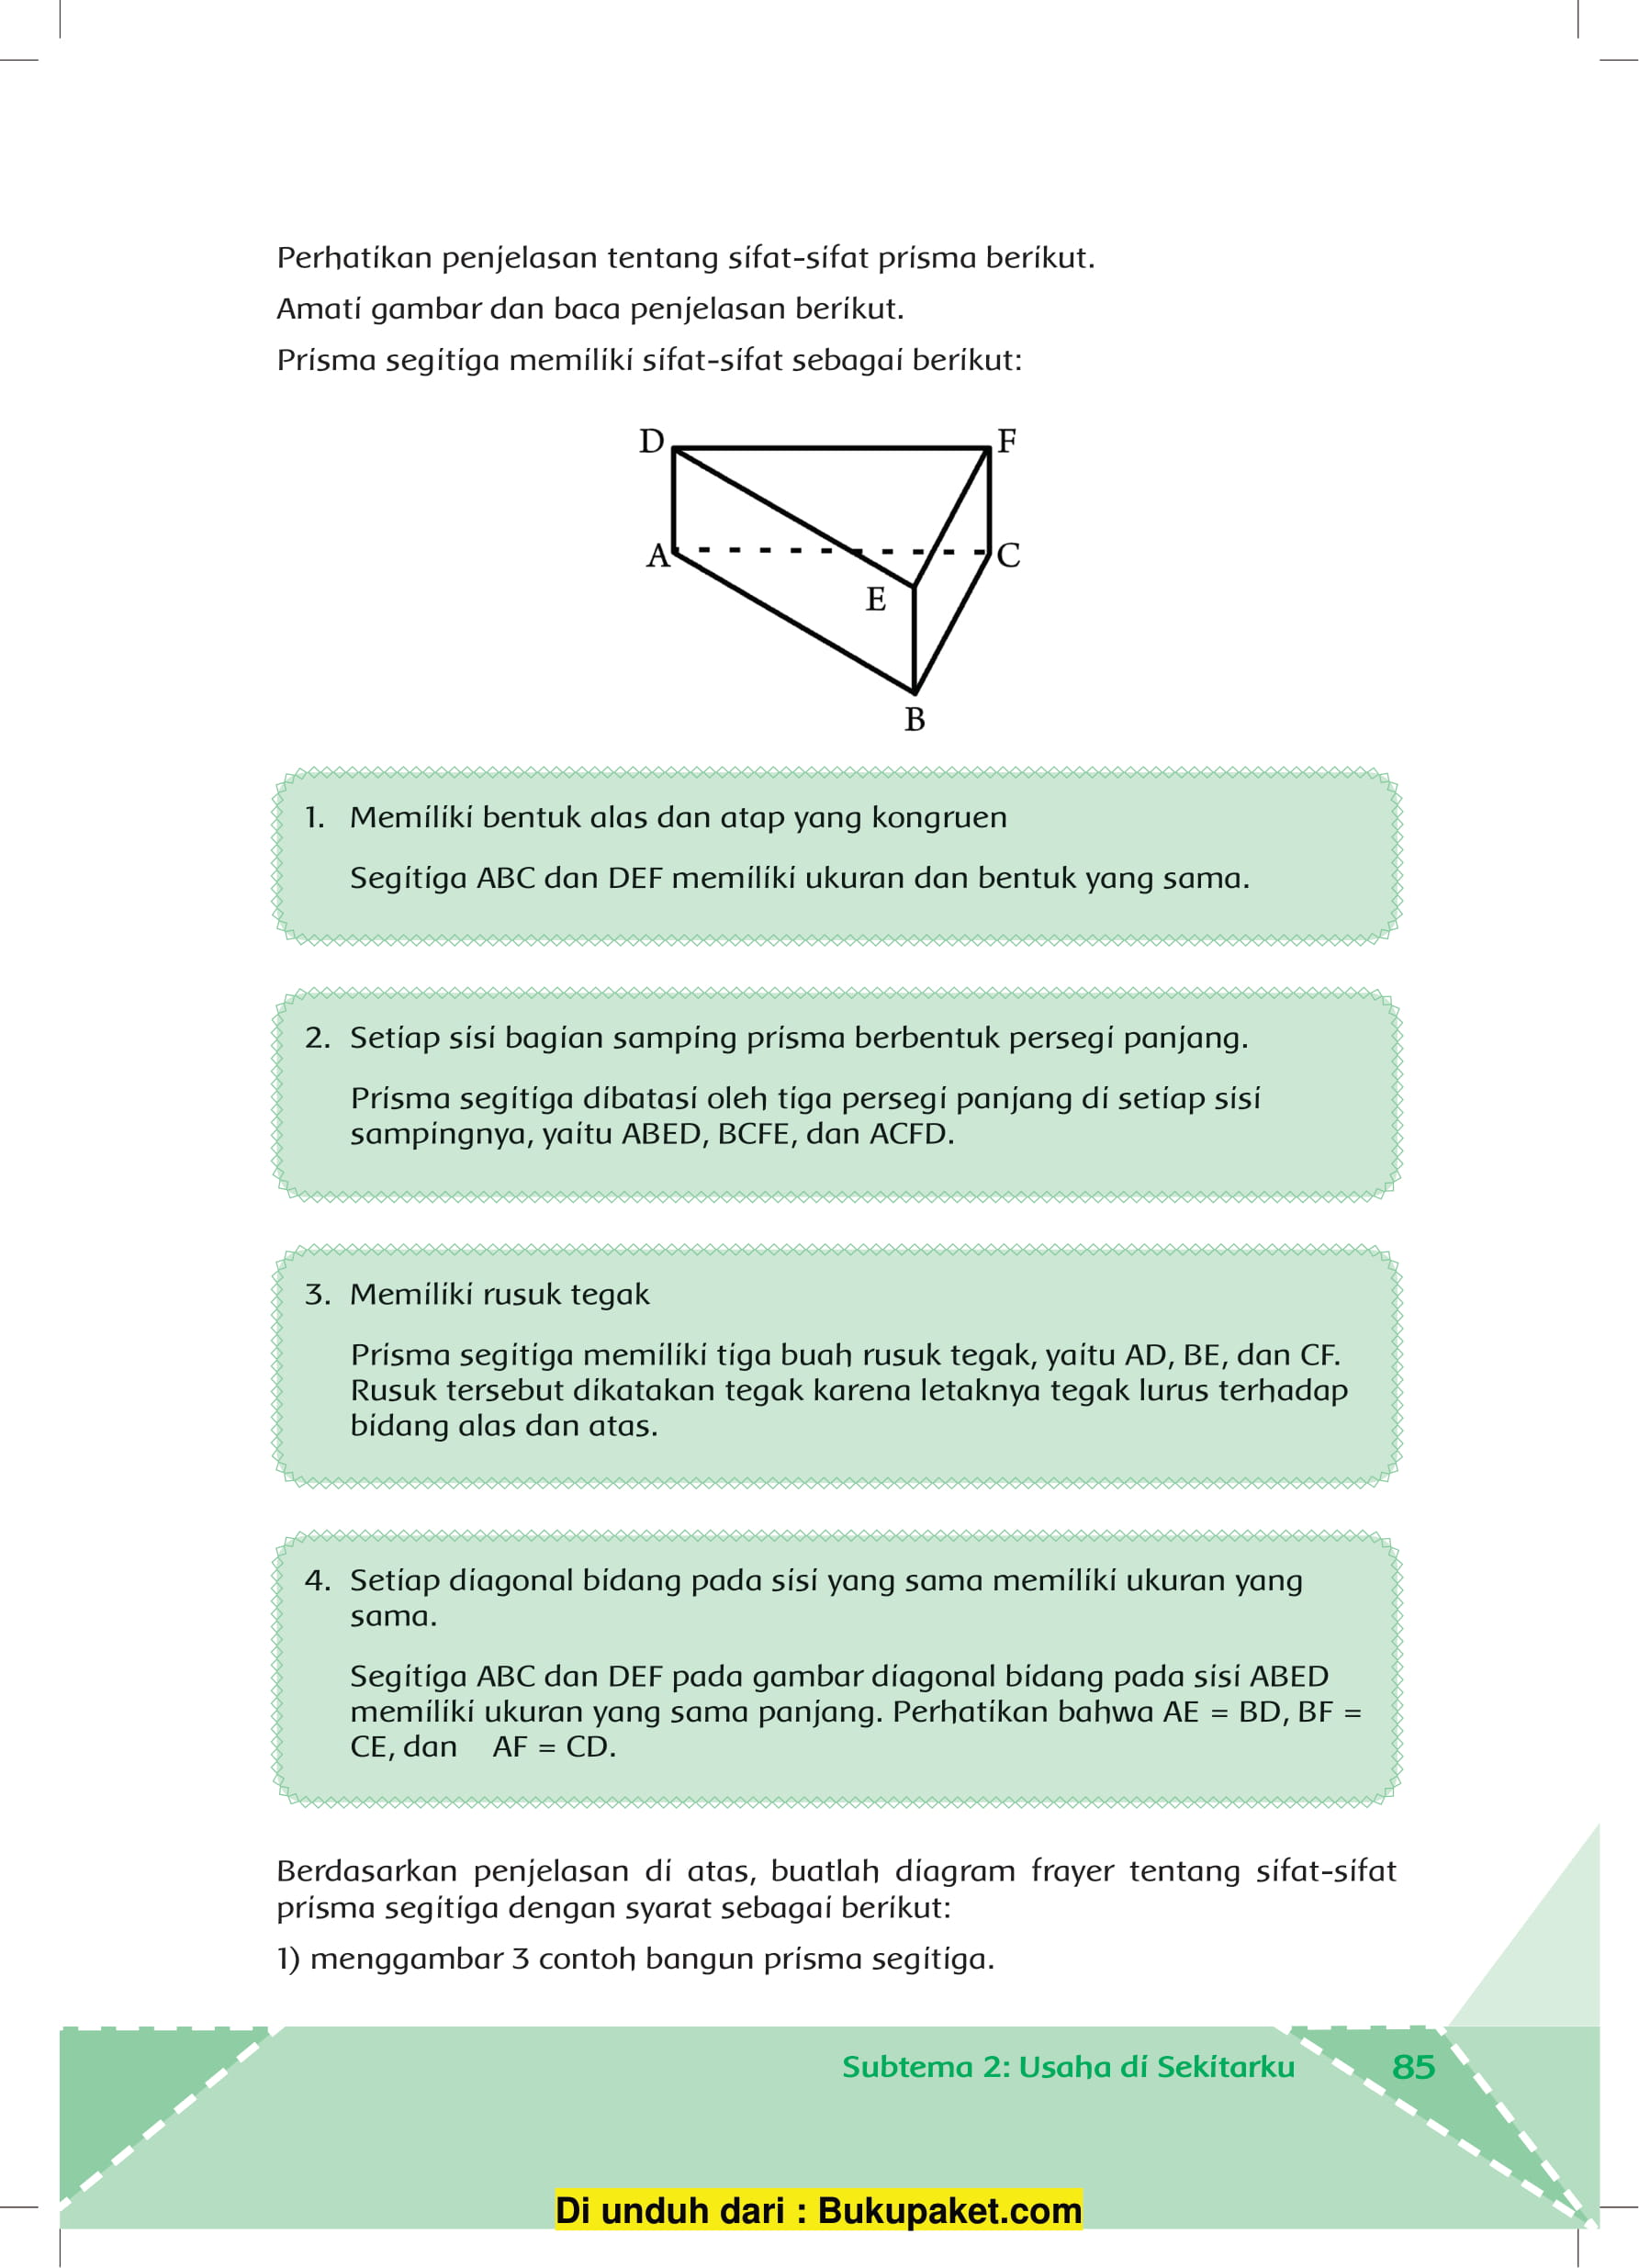 Perhatikan penjelasan tentang sifat-sifat prisma berikut.
Amati gambar dan baca penjelasan berikut.
Prisma segitiga memiliki sifat-sifat sebagai berikut:
D
F
A
C
E
B
1. Memiliki bentuk alas dan atap yang kongruen
Segitiga ABC dan DEF memiliki ukuran dan bentuk yang sama.
2. Setiap sisi bagian samping prisma berbentuk persegi panjang.
Prisma segitiga dibatasi oleh tiga persegi panjang di setiap sisi
sampingnya, yaitu ABED, BCFE, dan ACFD.
3. Memiliki rusuk tegak
Prisma segitiga memiliki tiga buah rusuk tegak, yaitu AD, BE, dan CF.
Rusuk tersebut dikatakan tegak karena letaknya tegak lurus terhadap
bidang alas dan atas.
4. Setiap diagonal bidang pada sisi yang sama memiliki ukuran yang
sama.
Segitiga ABC dan DEF pada gambar diagonal bidang pada sisi ABED
memiliki ukuran yang sama panjang. Perhatikan bahwa AE = BD, BF =
CE, dan AF = CD.
Berdasarkan penjelasan di atas, buatlah diagram frayer tentang sifat-sifat
prisma segitiga dengan syarat sebagai berikut:
1) menggambar 3 contoh bangun prisma segitiga.
Subtema 2: Usaha di Sekitarku 85
Di unduh dari : Bukupaket.com